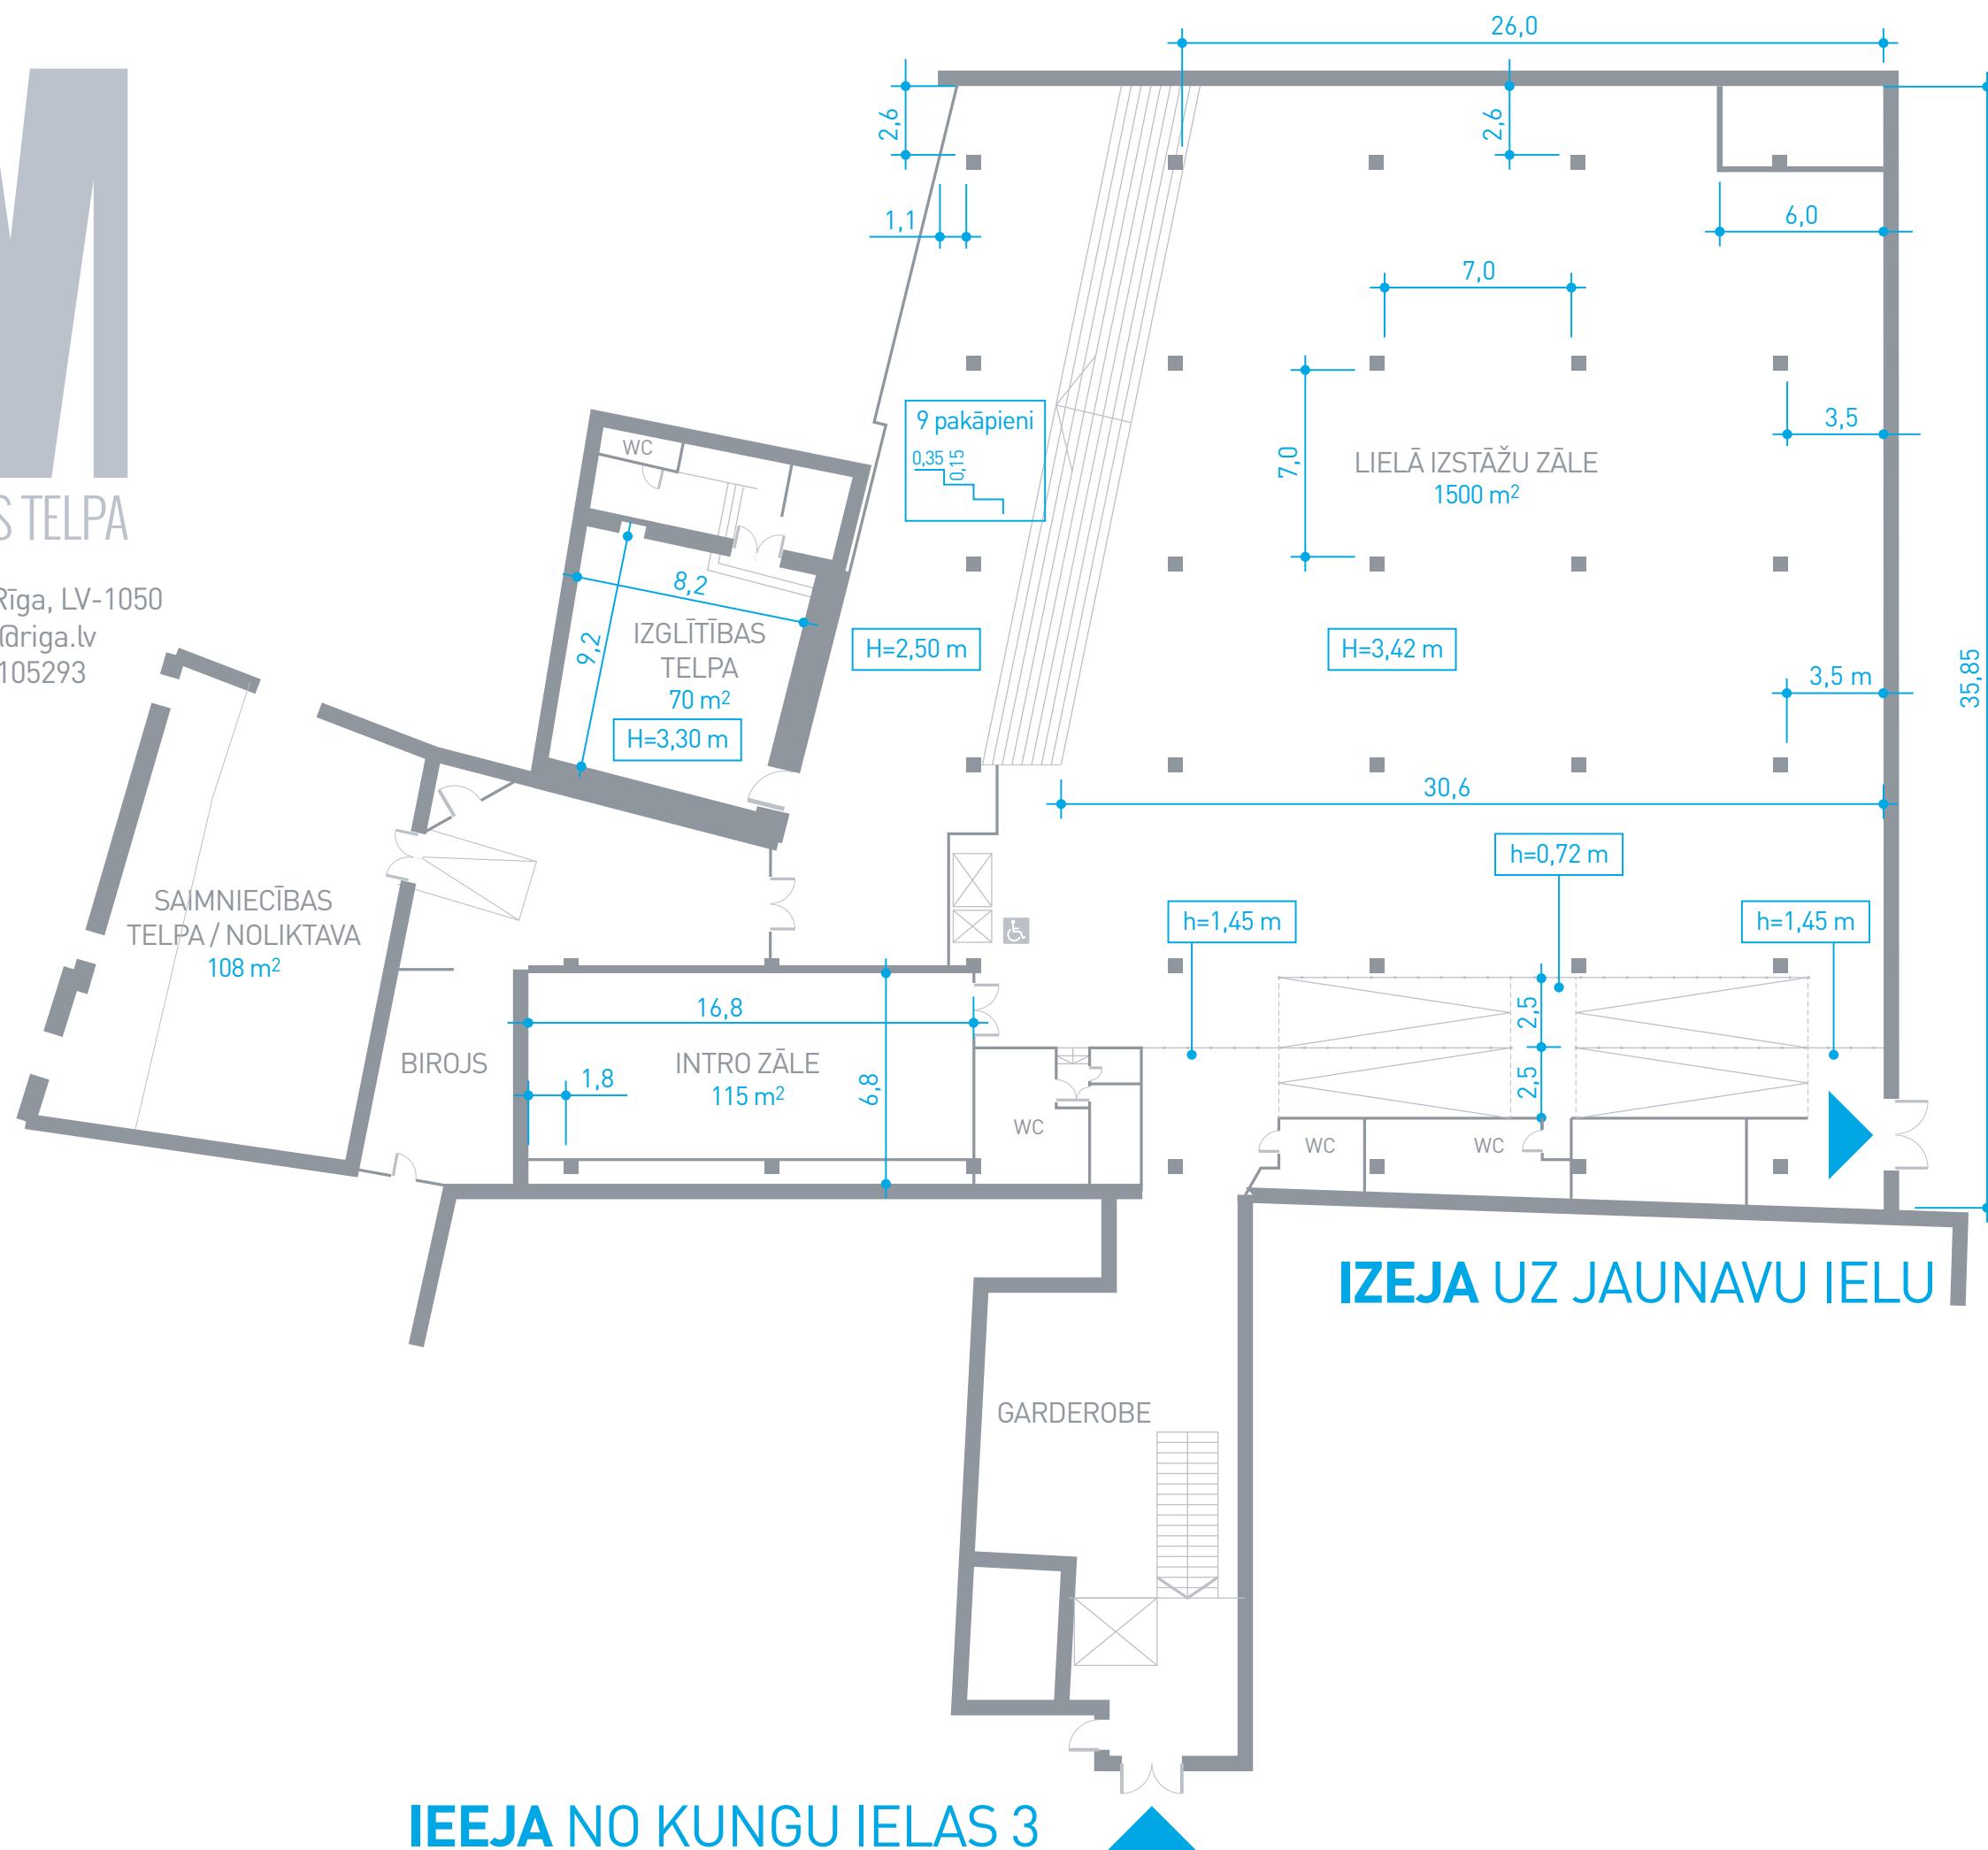 TELPA
Rīga, LV-1050
@riga.lv
105293
26,0
2,6
2,6
1,1
6,0
7,0
9 pakāpieni
0,35
0,15
3,5
WC
7,0
LIELĀ IZSTĀŽU ZĀLE
1500 m²
8,2
9,2
IZGLĪTĪBAS
TELPA
70 m²
H=3,30 m
H=2,50 m
H=3,42 m
3,5 m
35,85
30,6
h=0,72 m
h=1,45 m
h=1,45 m
SAIMNIECĪBAS
TELPA / NOLIKTAVA
108 m²
16,8
2,5
2,5
BIROJS
1,8
INTRO ZĀLE
115 m²
6,8
WC
WC
WC
IZEJA UZ JAUNAVU IELU
GARDEROBE
IEEJA NO KUNGU IELAS 3